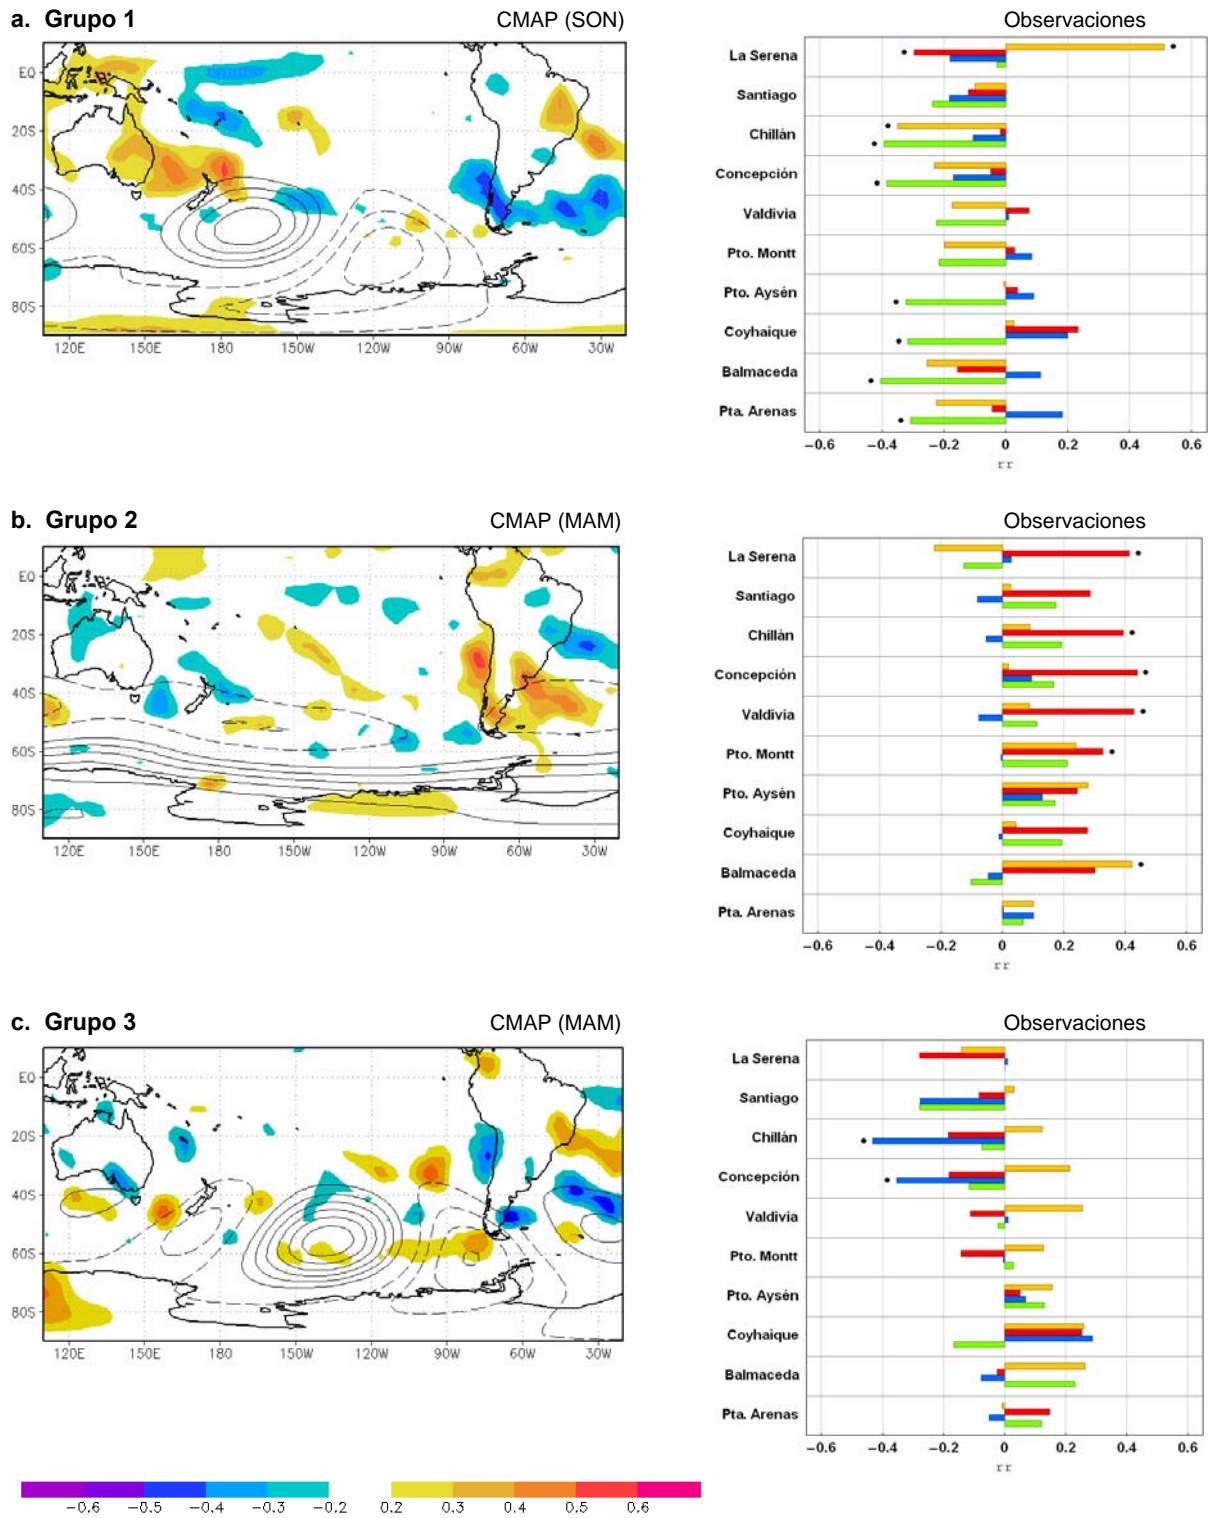 a. Grupo 1 CMAP (SON) Observaciones
EQ
20S
40S
60S
80S
120E 150E 180 150W 120W 90W 60W 30W
La Serena
Santiago
Chillán
Concepción
Valdivia
Pto. Montt
Pto. Aysén
Coyhaique
Balmaceda
Pta. Arenas
−0.6 −0.4 −0.2 0 0.2 0.4 0.6
rr
b. Grupo 2 CMAP (MAM) Observaciones
EQ
20S
40S
60S
80S
120E 150E 180 150W 120W 90W 60W 30W
La Serena
Santiago
Chillán
Concepción
Valdivia
Pto. Montt
Pto. Aysén
Coyhaique
Balmaceda
Pta. Arenas
−0.6 −0.4 −0.2 0 0.2 0.4 0.6
rr
c. Grupo 3 CMAP (MAM) Observaciones
EQ
20S
40S
60S
80S
120E 150E 180 150W 120W 90W 60W 30W
La Serena
Santiago
Chillán
Concepción
Valdivia
Pto. Montt
Pto. Aysén
Coyhaique
Balmaceda
Pta. Arenas
−0.6 −0.4 −0.2 0 0.2 0.4 0.6
rr
−0.6 −0.5 −0.4 −0.3 −0.2 0.2 0.3 0.4 0.5 0.6